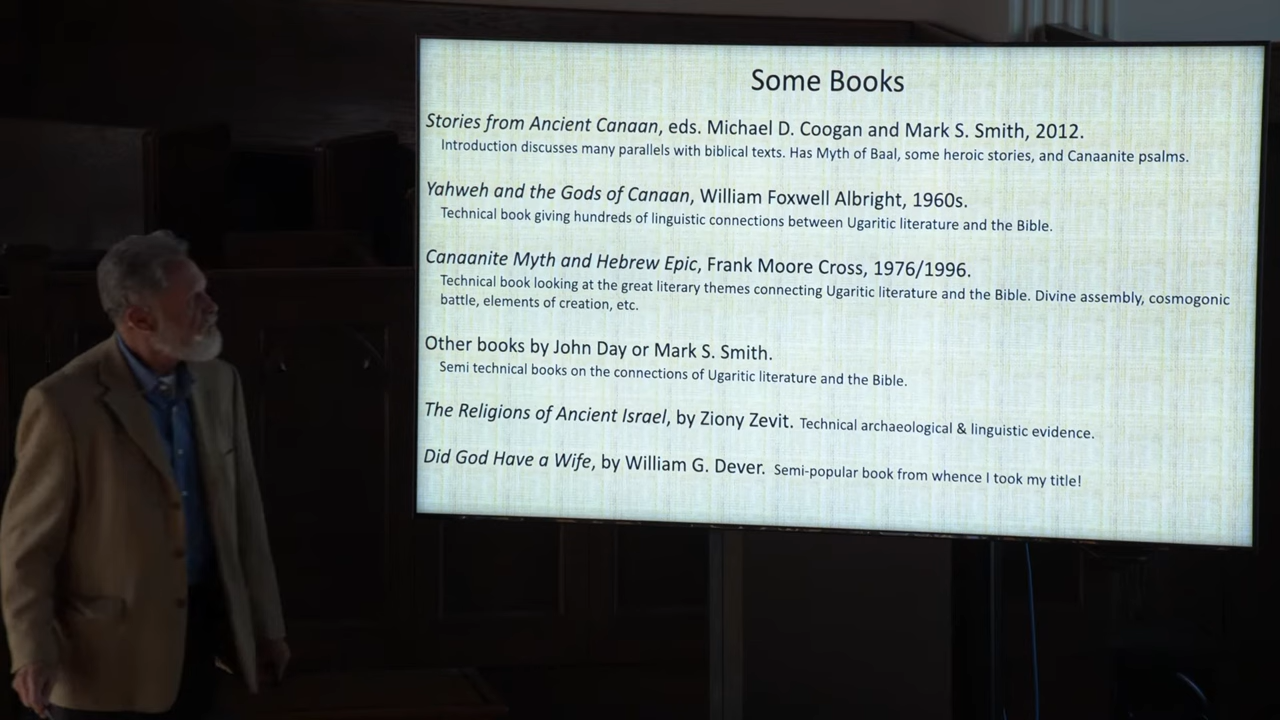 Some Books
Stories from Ancient Canaan, eds. Michael D. Coogan and Mark S. Smith, 2012.
Introduction discusses many parallels with biblical texts. Has Myth of Baal, some heroic stories, and Canaanite psalms.
Yahweh and the Gods of Canaan, William Foxwell Albright, 1960s.
Technical book giving hundreds of linguistic connections between Ugaritic literature and the Bible.
Canaanite Myth and Hebrew Epic, Frank Moore Cross, 1976/1996.
Technical book looking at the great literary themes connecting Ugaritic literature and the Bible. Divine assembly, cosmogonic
battle, elements of creation, etc.
Other books by John Day or Mark S. Smith.
Semi technical books on the connections of Ugaritic literature and the Bible.
The Religions of Ancient Israel, by Ziony Zevit. Technical archaeological & linguistic evidence.
Did God Have a Wife, by William G. Dever. Semi-popular book from whence I took my title!